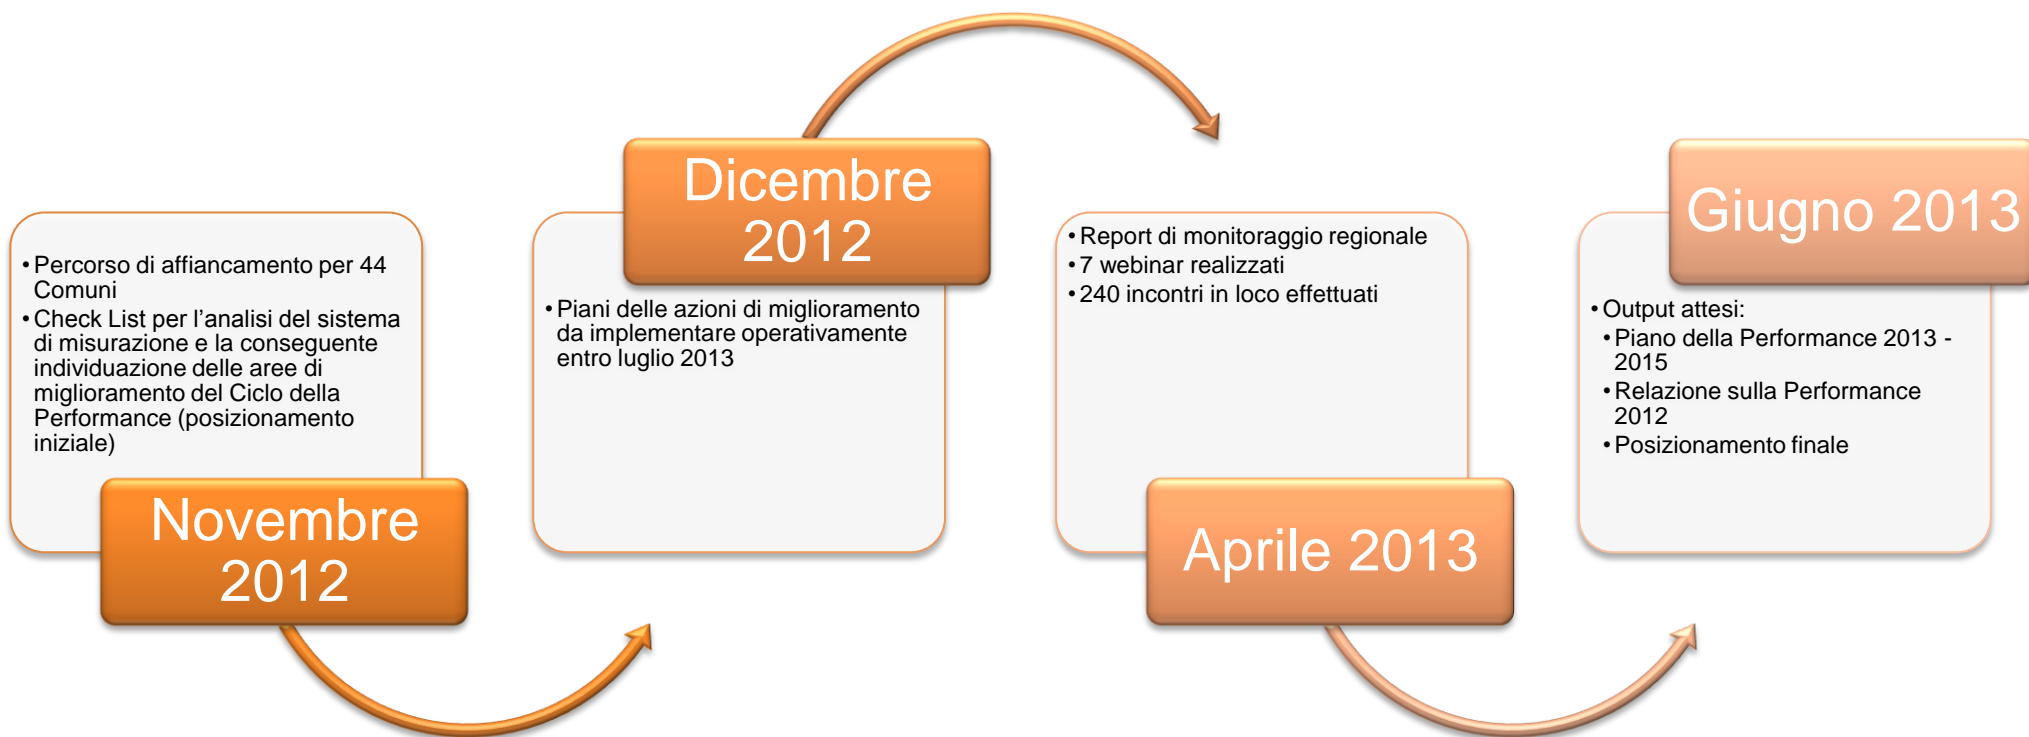 • Percorso di affiancamento per 44
Comuni
• Check List per l’analisi del sistema
di misurazione e la conseguente
individuazione delle aree di
miglioramento del Ciclo della
Performance (posizionamento
iniziale)
Novembre
2012
Dicembre
2012
• Piani delle azioni di miglioramento
da implementare operativamente
entro luglio 2013
• Report di monitoraggio regionale
• 7 webinar realizzati
• 240 incontri in loco effettuati
Aprile 2013
Giugno 2013
• Output attesi:
• Piano della Performance 2013 -
2015
• Relazione sulla Performance
2012
• Posizionamento finale